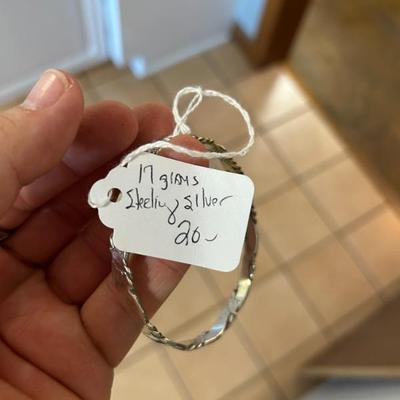 17 grams
Sterling Silver
20-